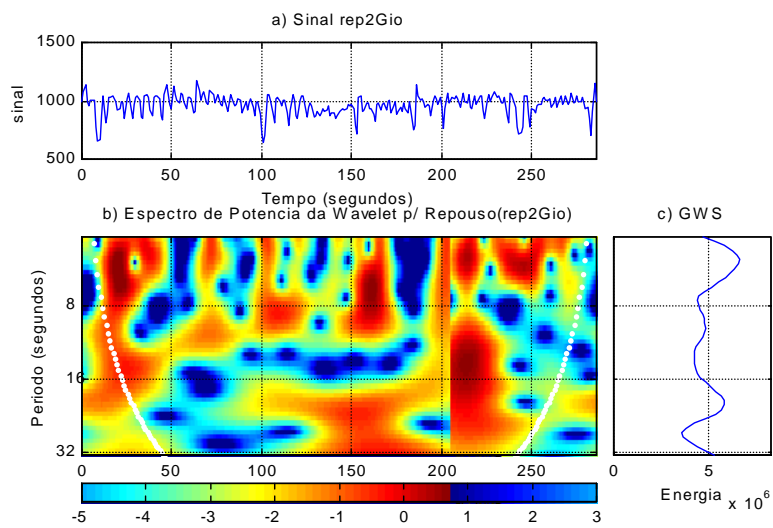 a) Sinal rep2Gio
1500
1000
500
sinal
0 50 100 150 200 250
Tempo (segundos)
b) Espectro de Potencia da Wavelet p/ Repouso(rep2Gio)
c) GWS
8
16
32
Periodo (segundos)
0 50 100 150 200 250
0 5
Energia x 10^6
-5 -4 -3 -2 -1 0 1 2 3